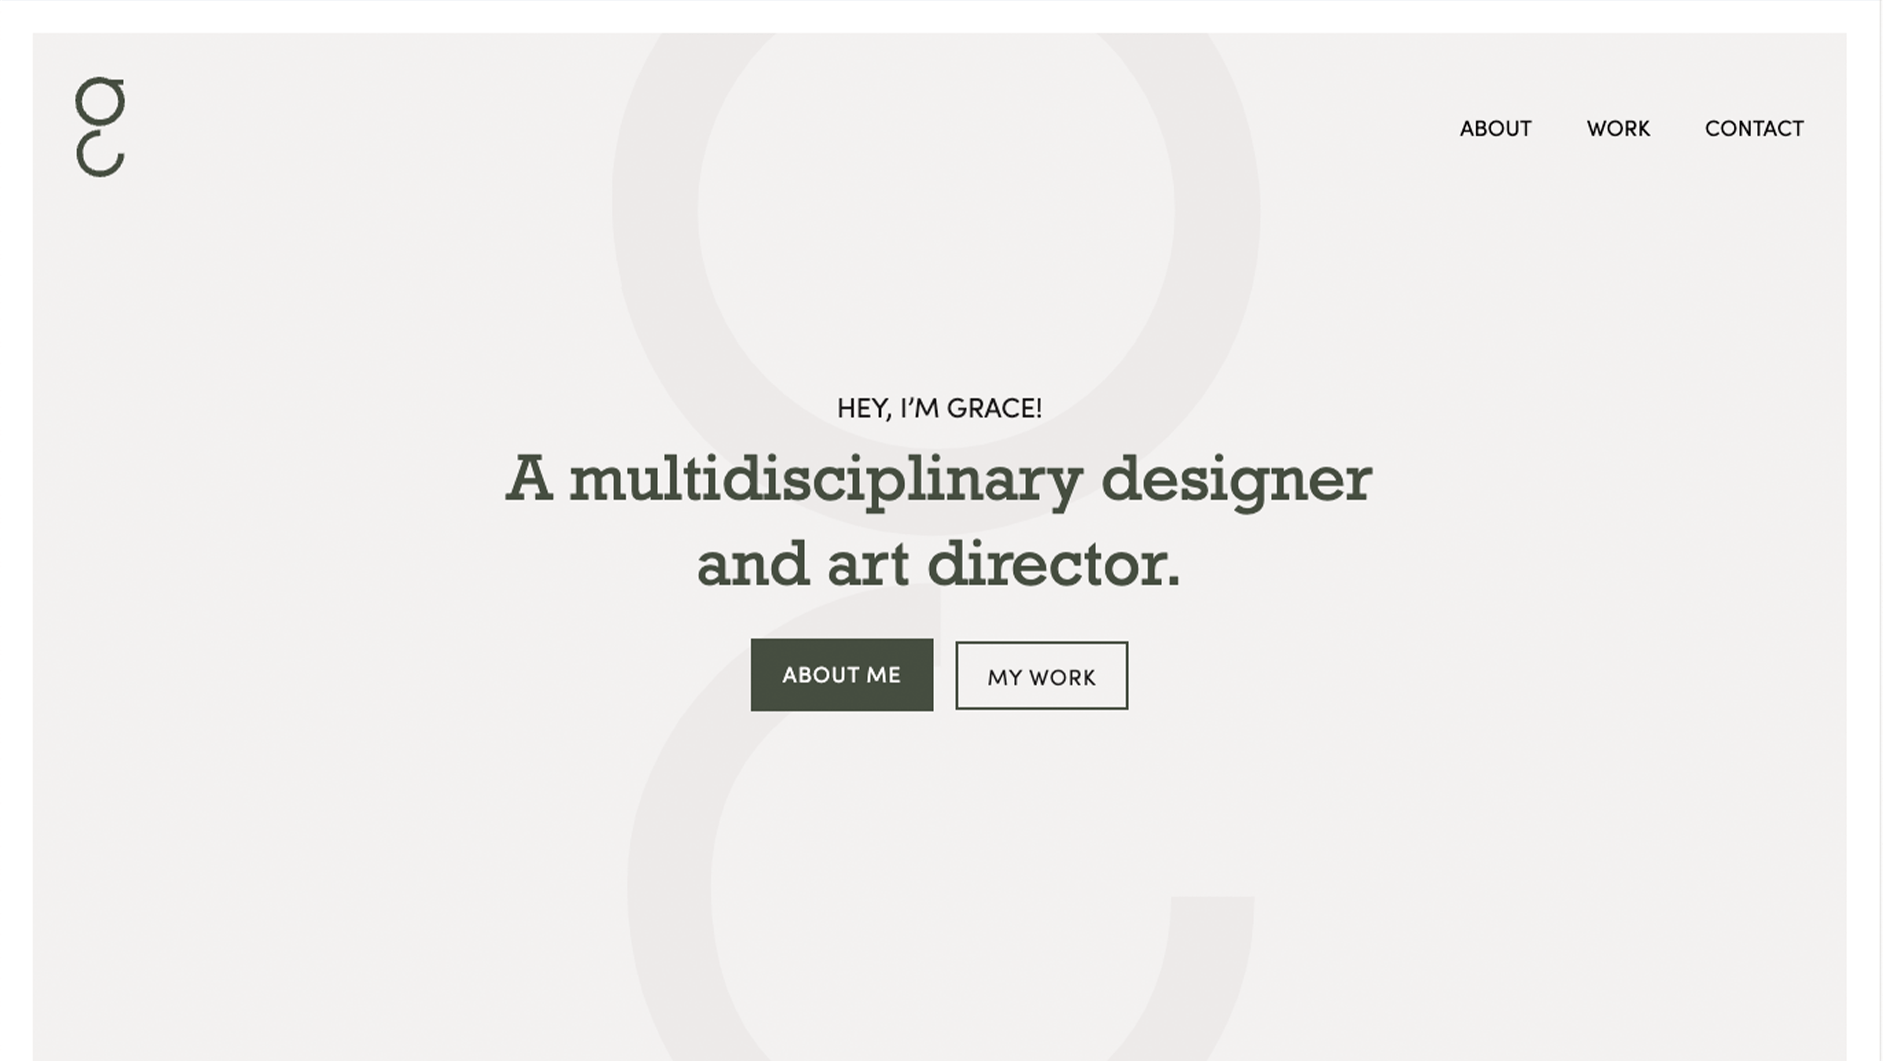 ABOUT WORK CONTACT
HEY, I’M GRACE!
A multidisciplinary designer
and art director.
ABOUT ME MY WORK